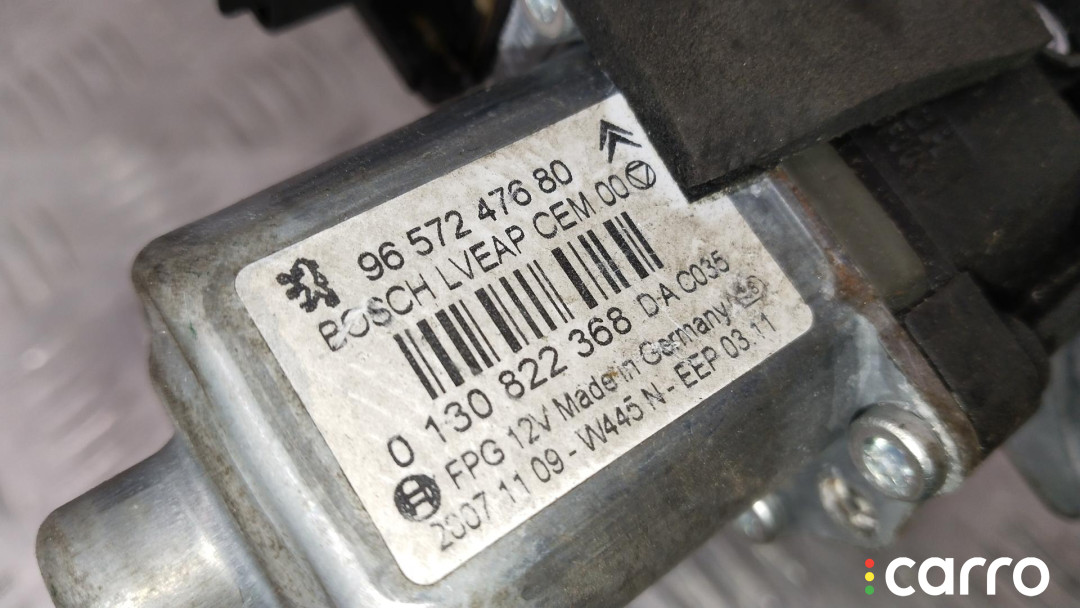 96 572 476 80
BOSCH LVEAP CEM 00
0 130 822 368 D-A C035
FPG 12V Made in Germany
2007 11 09 - W445 N - EEP 03.11
carro